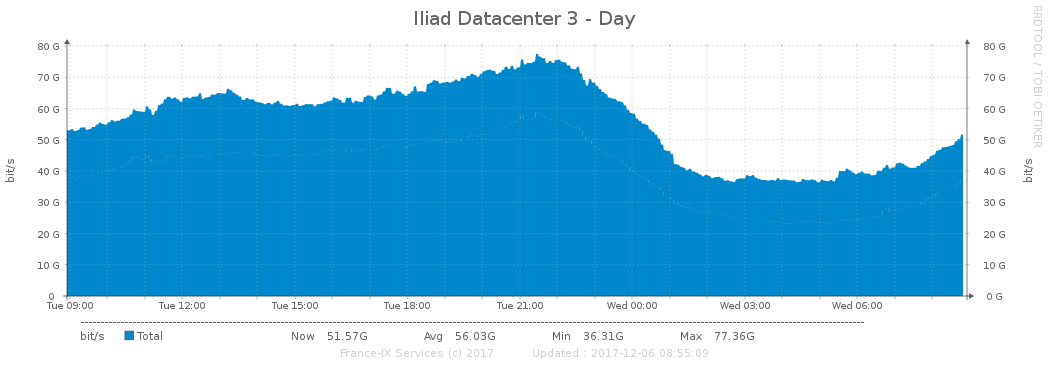 Iliad Datacenter 3 - Day
RRDTOOL / TOBI OETIKER
bit/s
80 G 80 G
70 G 70 G
60 G 60 G
50 G 50 G
40 G 40 G
30 G 30 G
20 G 20 G
10 G 10 G
0 0 G
bit/s
Tue 09:00 Tue 12:00 Tue 15:00 Tue 18:00 Tue 21:00 Wed 00:00 Wed 03:00 Wed 06:00
bit/s Total Now 51.57G Avg 56.03G Min 36.31G Max 77.36G
France-IX Services (c) 2017 Updated : 2017-12-06 08:55:09